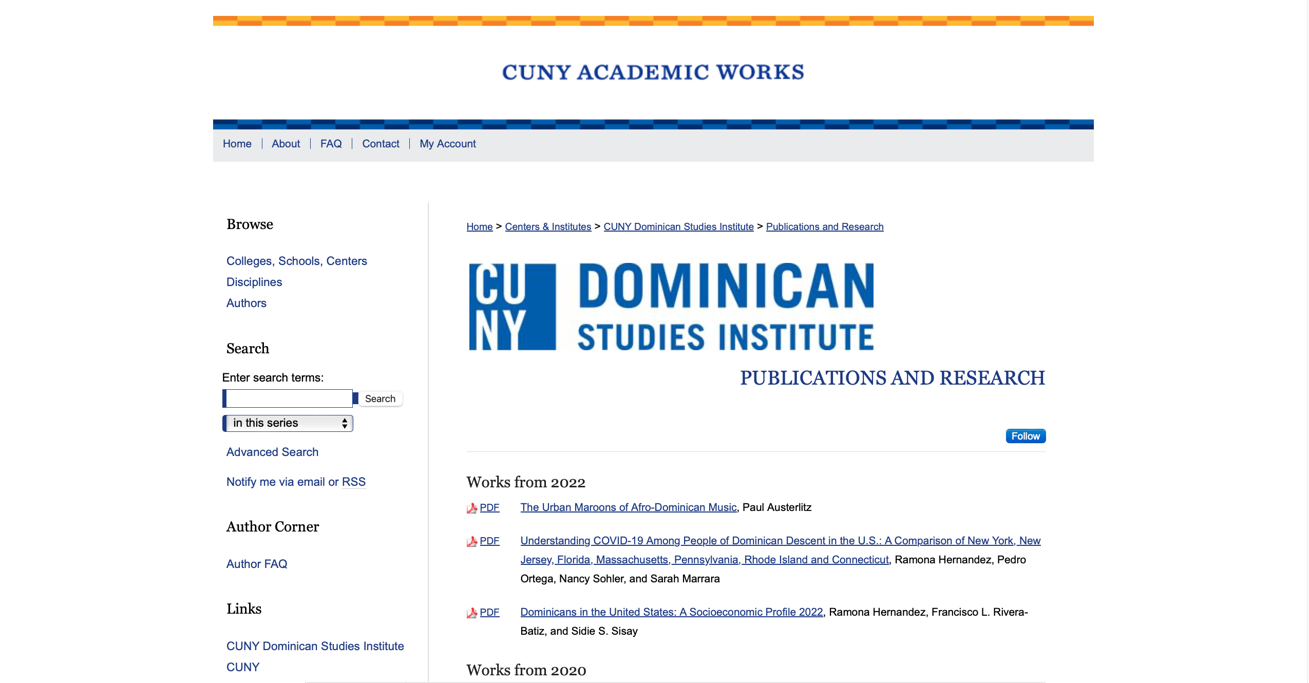 CUNY ACADEMIC WORKS
Home | About | FAQ | Contact | My Account
Browse
Colleges, Schools, Centers
Disciplines
Authors
Search
Enter search terms:
Search
in this series
Advanced Search
Notify me via email or RSS
Author Corner
Author FAQ
Links
CUNY Dominican Studies Institute
CUNY
Home > Centers & Institutes > CUNY Dominican Studies Institute > Publications and Research
CU
NY
DOMINICAN
STUDIES INSTITUTE
PUBLICATIONS AND RESEARCH
Follow
Works from 2022
PDF The Urban Maroons of Afro-Dominican Music, Paul Austerlitz
PDF Understanding COVID-19 Among People of Dominican Descent in the U.S.: A Comparison of New York, New
Jersey, Florida, Massachusetts, Pennsylvania, Rhode Island and Connecticut, Ramona Hernandez, Pedro
Ortega, Nancy Sohler, and Sarah Marrara
PDF Dominicans in the United States: A Socioeconomic Profile 2022, Ramona Hernandez, Francisco L. Rivera-
Batiz, and Sidie S. Sisay
Works from 2020